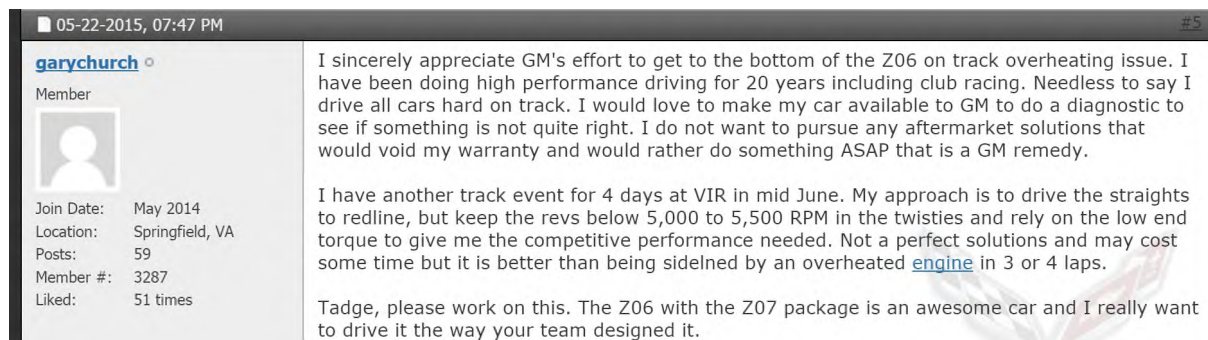 05-22-2015, 07:47 PM #5
garychurch
Member
Join Date: May 2014
Location: Springfield, VA
Posts: 59
Member #: 3287
Liked: 51 times
I sincerely appreciate GM's effort to get to the bottom of the Z06 on track overheating issue. I
have been doing high performance driving for 20 years including club racing. Needless to say I
drive all cars hard on track. I would love to make my car available to GM to do a diagnostic to
see if something is not quite right. I do not want to pursue any aftermarket solutions that
would void my warranty and would rather do something ASAP that is a GM remedy.
I have another track event for 4 days at VIR in mid June. My approach is to drive the straights
to redline, but keep the revs below 5,000 to 5,500 RPM in the twisties and rely on the low end
torque to give me the competitive performance needed. Not a perfect solutions and may cost
some time but it is better than being sidelned by an overheated engine in 3 or 4 laps.
Tadge, please work on this. The Z06 with the Z07 package is an awesome car and I really want
to drive it the way your team designed it.